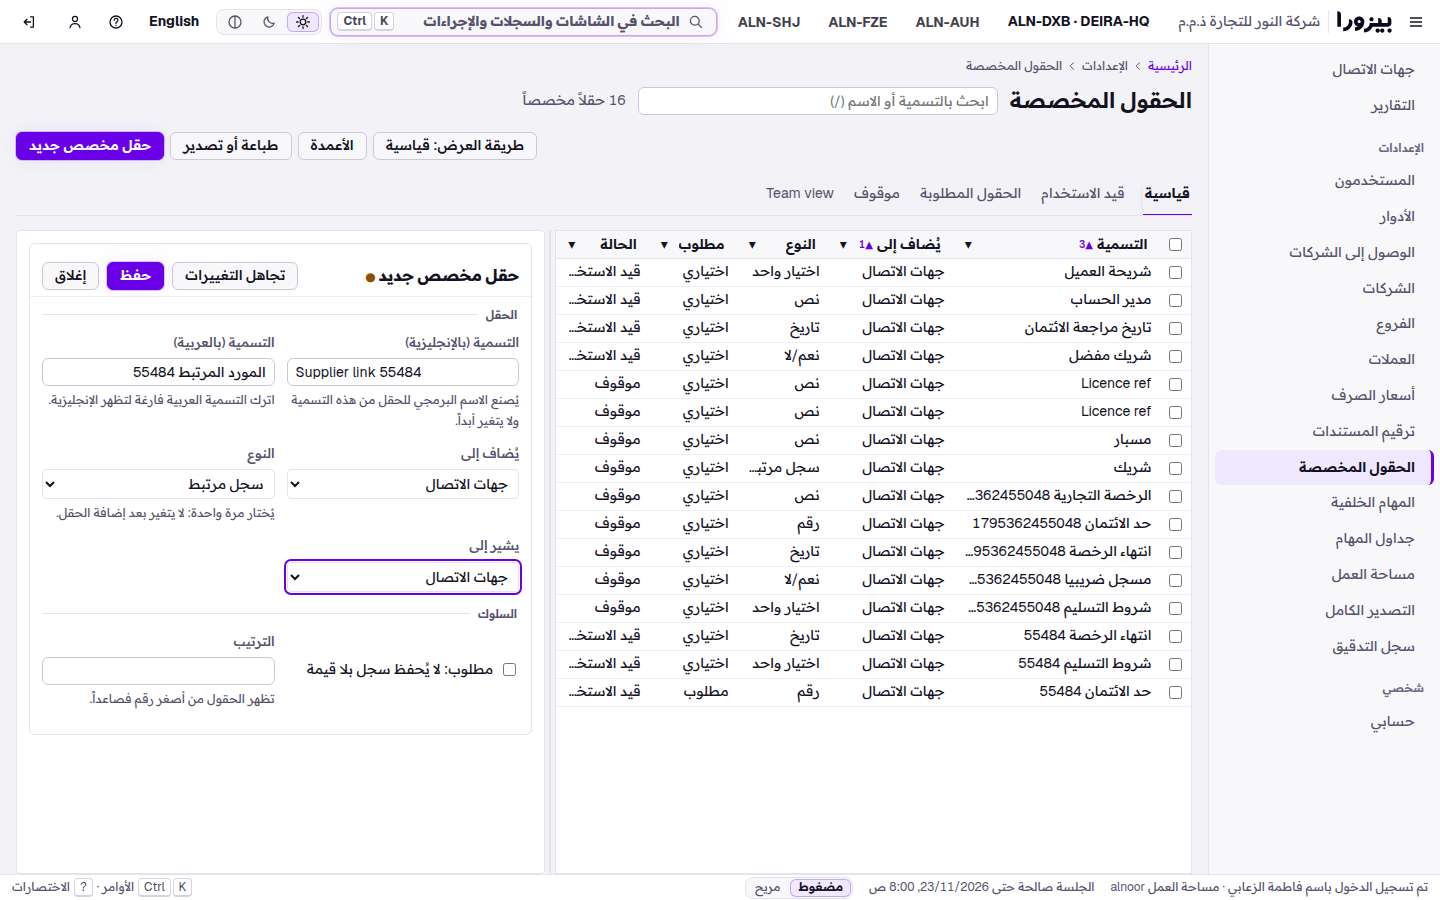 بيزورا
شركة النور للتجارة ذ.م.م
ALN-DXB · DEIRA-HQ
ALN-AUH
ALN-FZE
ALN-SHJ
البحث في الشاشات والسجلات والإجراءات
Ctrl K
English
جهات الاتصال
التقارير
الإعدادات
المستخدمون
الأدوار
الوصول إلى الشركات
الشركات
الفروع
العملات
أسعار الصرف
ترقيم المستندات
الحقول المخصصة
المهام الخلفية
جداول المهام
مساحة العمل
التصدير الكامل
سجل التدقيق
شخصي
حسابي
الرئيسية
الإعدادات
الحقول المخصصة
الحقول المخصصة
ابحث بالتسمية أو الاسم (/)
16 حقلاً مخصصاً
طريقة العرض: قياسية
الأعمدة
طباعة أو تصدير
حقل مخصص جديد
قياسية
قيد الاستخدام
الحقول المطلوبة
موقوف
Team view
التسمية ▲3 ▼ يُضاف إلى ▲1 ▼ النوع ▼ مطلوب ▼ الحالة ▼
شريحة العميل جهات الاتصال اختيار واحد اختياري قيد الاستخ...
مدير الحساب جهات الاتصال نص اختياري قيد الاستخ...
تاريخ مراجعة الائتمان جهات الاتصال تاريخ اختياري قيد الاستخ...
شريك مفضل جهات الاتصال نعم/لا اختياري قيد الاستخ...
Licence ref جهات الاتصال نص اختياري موقوف
Licence ref جهات الاتصال نص اختياري موقوف
مسبار جهات الاتصال نص اختياري موقوف
شريك جهات الاتصال سجل مرتبـ... اختياري موقوف
الرخصة التجارية 362455048... جهات الاتصال نص اختياري موقوف
حد الائتمان 1795362455048 جهات الاتصال رقم اختياري موقوف
انتهاء الرخصة 95362455048... جهات الاتصال تاريخ اختياري موقوف
مسجل ضريبيا 5362455048... جهات الاتصال نعم/لا اختياري موقوف
شروط التسليم 5362455048... جهات الاتصال اختيار واحد اختياري موقوف
انتهاء الرخصة 55484 جهات الاتصال تاريخ اختياري قيد الاستخ...
شروط التسليم 55484 جهات الاتصال اختيار واحد اختياري قيد الاستخ...
حد الائتمان 55484 جهات الاتصال رقم مطلوب قيد الاستخ...
حقل مخصص جديد
تجاهل التغييرات
حفظ
إغلاق
الحقل
التسمية (بالإنجليزية)
Supplier link 55484
يُصنع الاسم البرمجي للحقل من هذه التسمية
ولا يتغير أبداً.
التسمية (بالعربية)
المورد المرتبط 55484
اترك التسمية العربية فارغة لتظهر الإنجليزية.
يُضاف إلى
جهات الاتصال
النوع
سجل مرتبط
يُختار مرة واحدة: لا يتغير بعد إضافة الحقل.
يشير إلى
جهات الاتصال
السلوك
مطلوب: لا يُحفظ سجل بلا قيمة
الترتيب
تظهر الحقول من أصغر رقم فصاعداً.
تم تسجيل الدخول باسم فاطمة الزعابي · مساحة العمل alnoor
الجلسة صالحة حتى 23/11/2026, 8:00 ص
مضغوط
مريح
Ctrl K الأوامر · ? الاختصارات